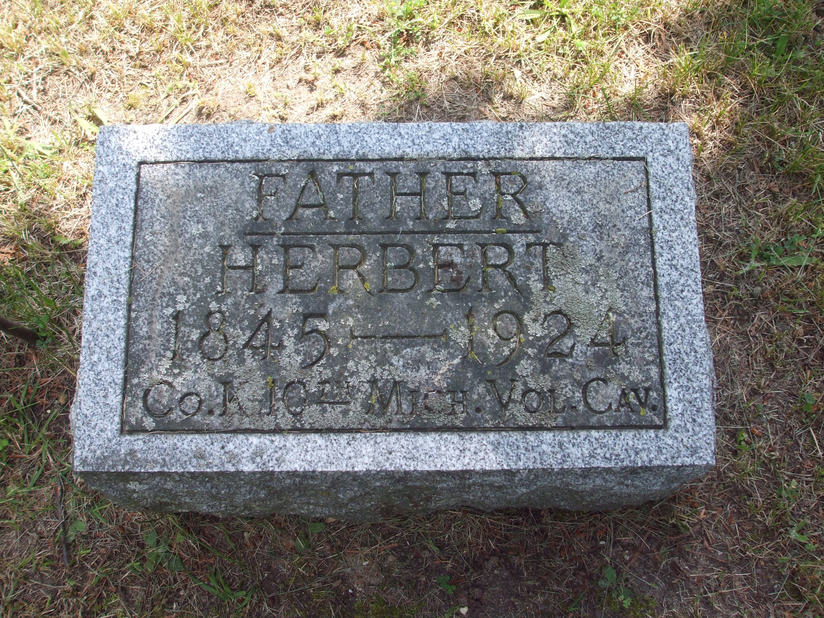 FATHER
HERBERT
1845—1924
Co. K 10TH MICH. VOL. CAV.